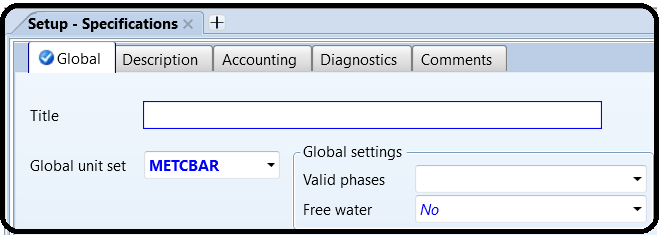 Setup - Specifications
Global Description Accounting Diagnostics Comments
Title
Global unit set METCBAR
Global settings
Valid phases
Free water No